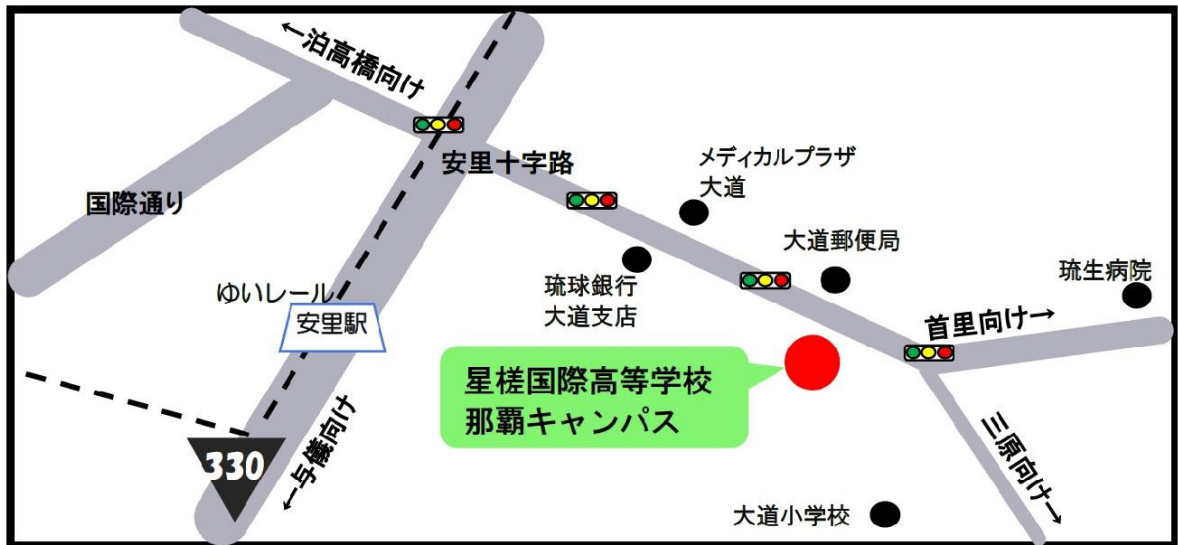 ←泊高橋向け
国際通り
安里十字路
メディカルプラザ
大道
大道郵便局
琉球銀行
大道支店
琉生病院
ゆいレール
安里駅
首里向け→
星槎国際高等学校
那覇キャンパス
330
←与儀向け
三原向け→
大道小学校